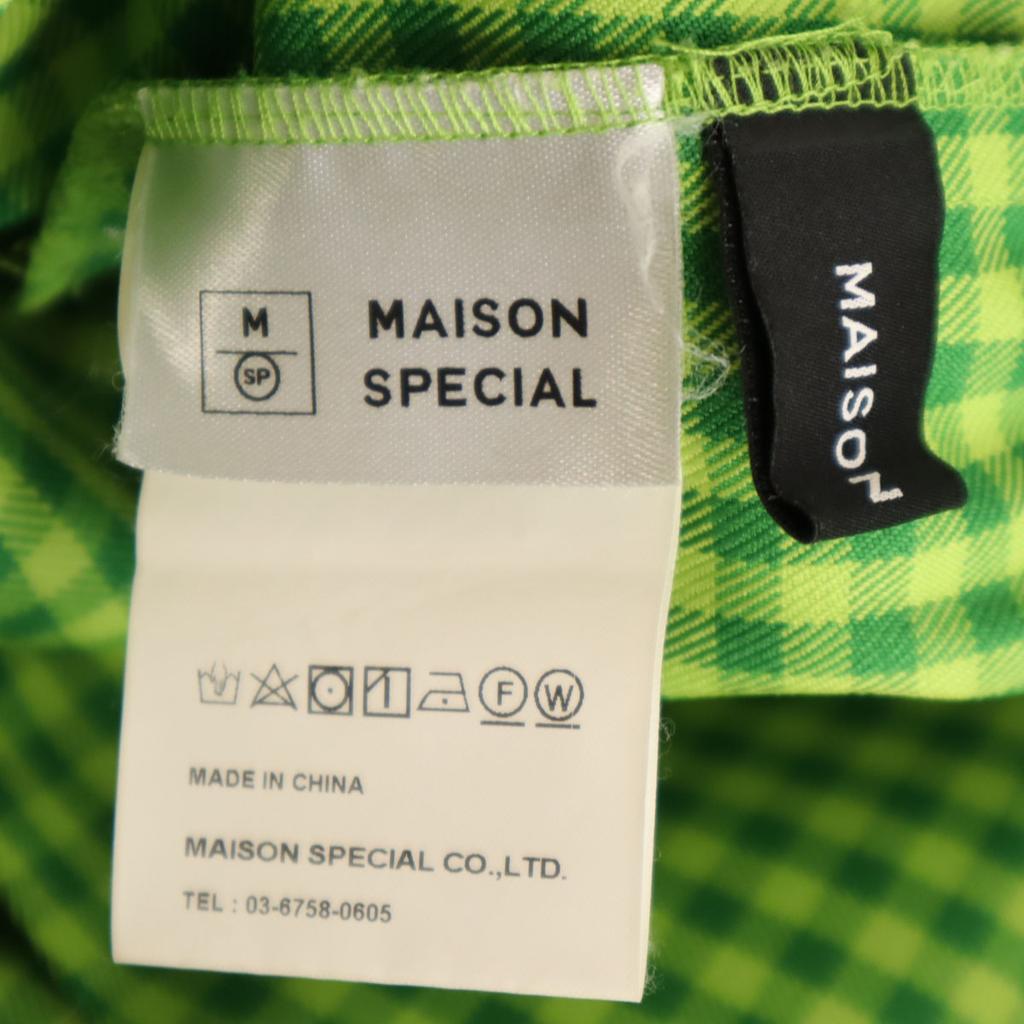 M
SP
MAISON
SPECIAL
F W
MADE IN CHINA
MAISON SPECIAL CO.,LTD.
TEL : 03-6758-0605
MAISON